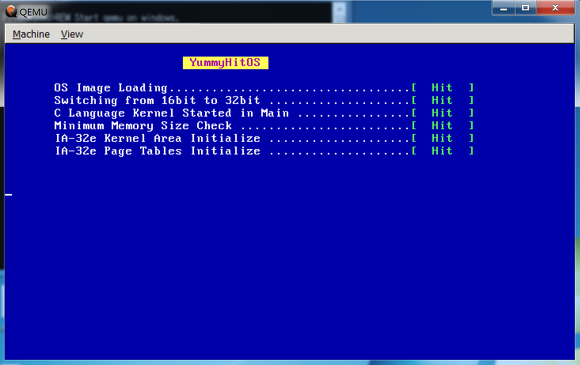 QEMU
Start qemu on windows.
Machine View
YummyHitOS
OS Image Loading..................................[ Hit ]
Switching from 16bit to 32bit ....................[ Hit ]
C Language Kernel Started in Main ................[ Hit ]
Minimum Memory Size Check ........................[ Hit ]
IA-32e Kernel Area Initialize ....................[ Hit ]
IA-32e Page Tables Initialize ....................[ Hit ]